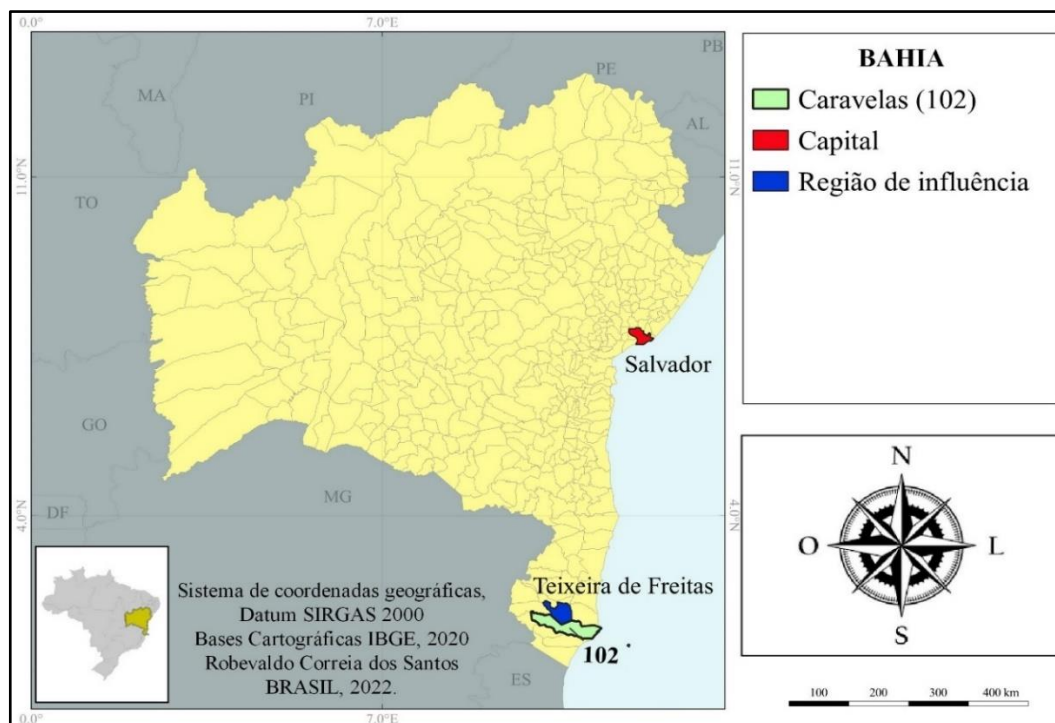 0.0°
7.0°E
PB
PE
MA
PI
AL
11.0°N
11.0°N
TO
Salvador
GO
MG
DF
4.0°N
4.0°N
Teixeira de Freitas
102
ES
Sistema de coordenadas geográficas,
Datum SIRGAS 2000
Bases Cartográficas IBGE, 2020
Robevaldo Correia dos Santos
BRASIL, 2022.
0.0°
7.0°E
BAHIA
Caravelas (102)
Capital
Região de influência
N
O
L
S
100 200 300 400 km